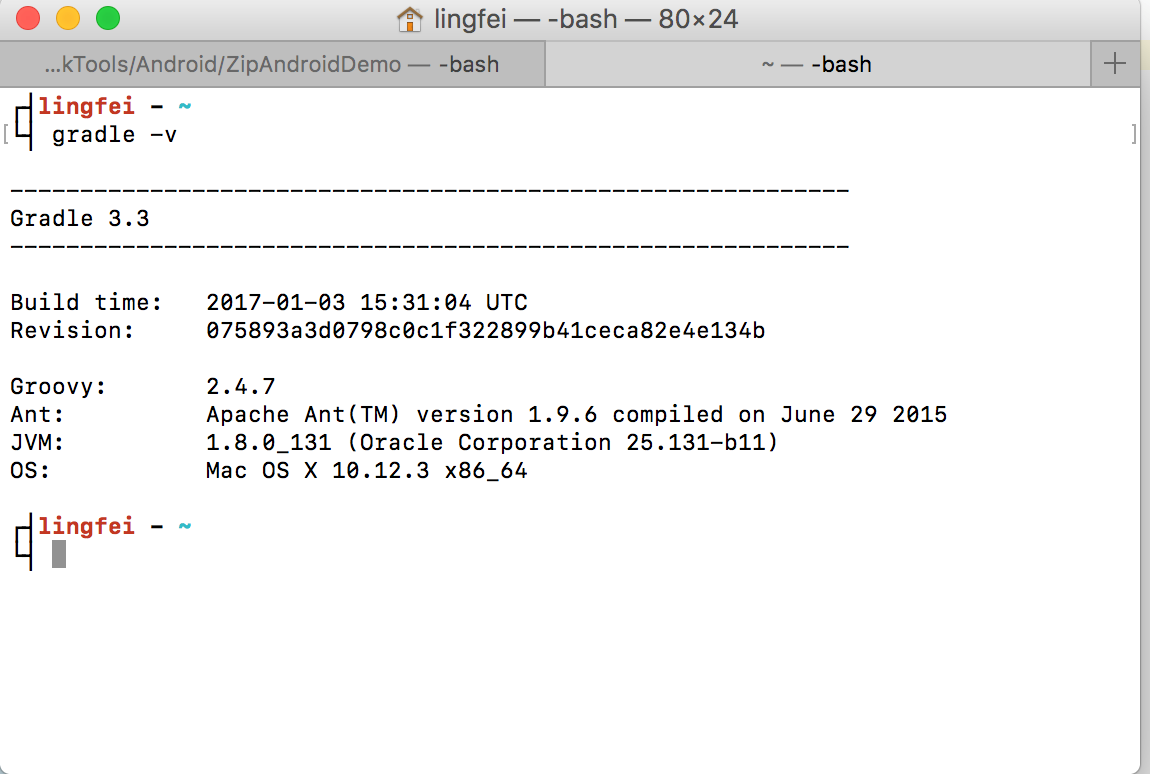 lingfei — -bash — 80×24
...kTools/Android/ZipAndroidDemo — -bash
~ — -bash
lingfei - ~
gradle -v
------------------------------------------------------------
Gradle 3.3
------------------------------------------------------------
Build time:   2017-01-03 15:31:04 UTC
Revision:     075893a3d0798c0c1f322899b41ceca82e4e134b
Groovy:       2.4.7
Ant:          Apache Ant(TM) version 1.9.6 compiled on June 29 2015
JVM:          1.8.0_131 (Oracle Corporation 25.131-b11)
OS:           Mac OS X 10.12.3 x86_64
lingfei - ~